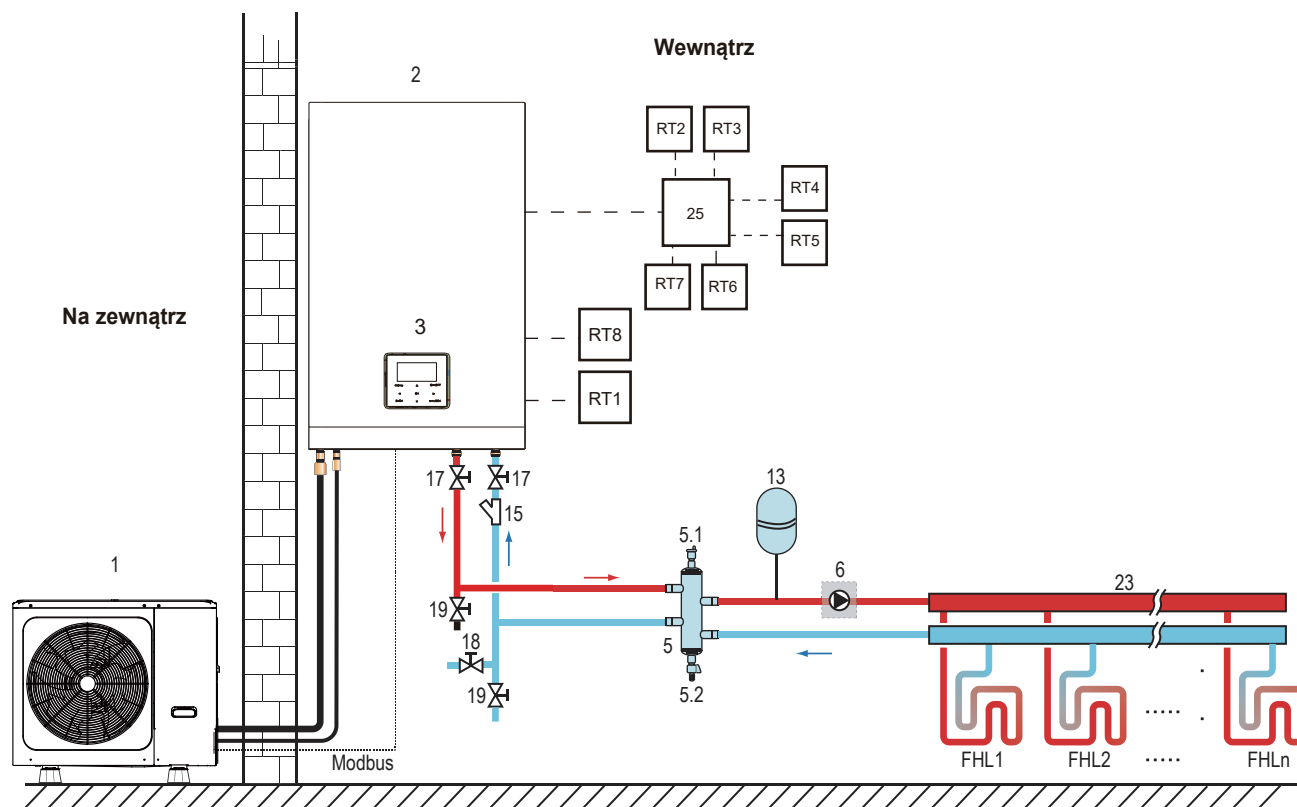 Wewnątrz
2
RT2
RT3
RT4
25
RT5
RT7
RT6
Na zewnątrz
3
RT8
RT1
17
17
13
15
5.1
1
6
23
19
18
5
19
5.2
FHL1
FHL2
.....
FHLn
Modbus